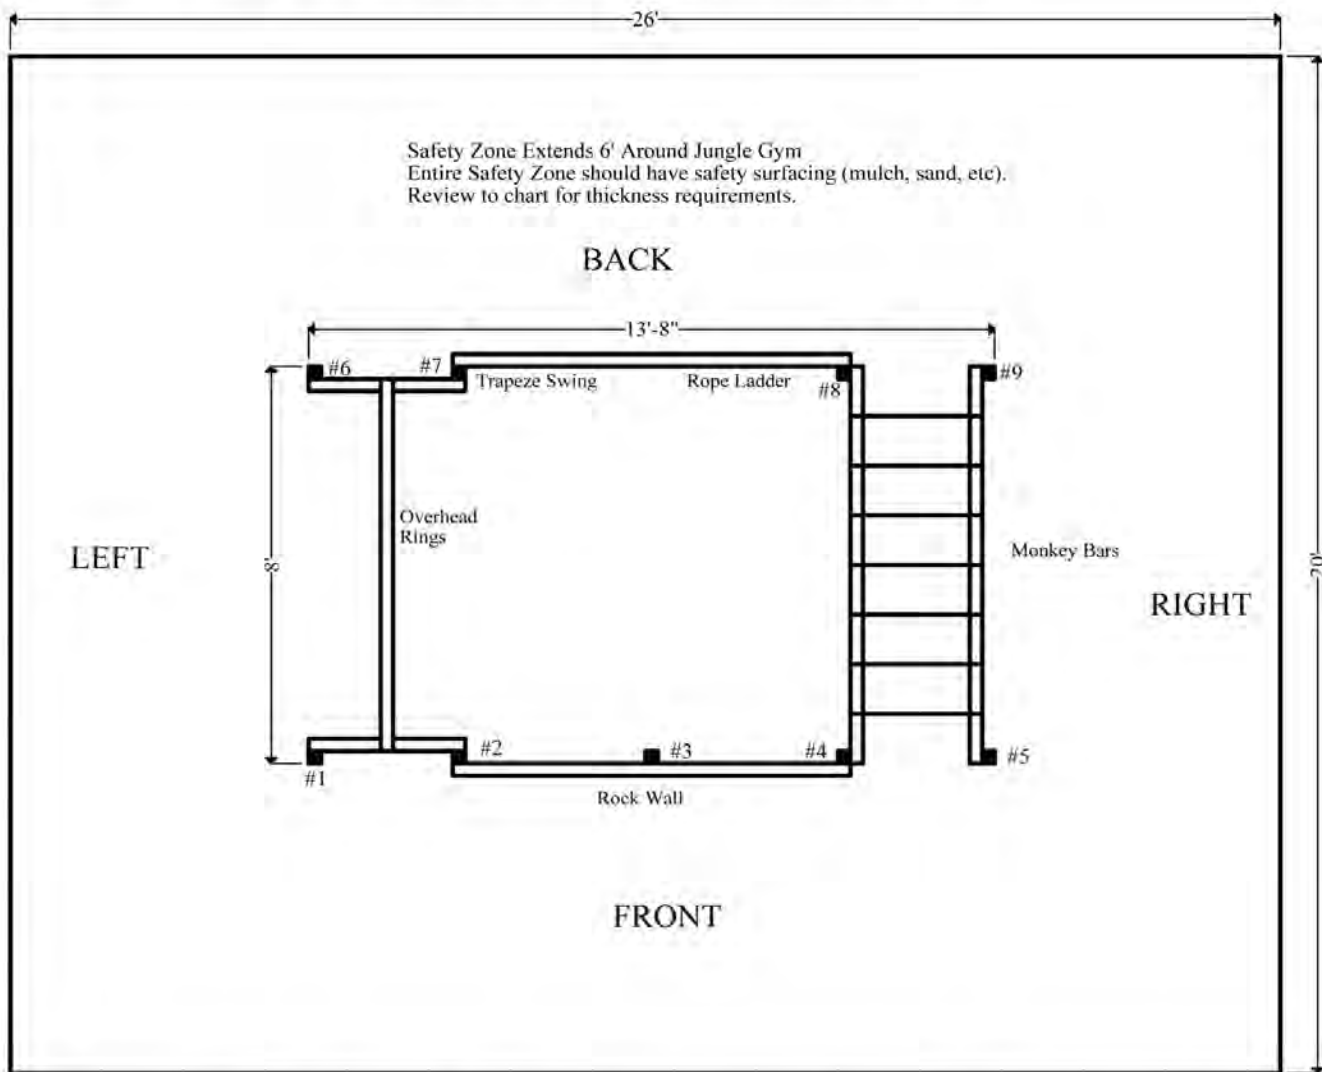 26'
Safety Zone Extends 6' Around Jungle Gym
Entire Safety Zone should have safety surfacing (mulch, sand, etc).
Review to chart for thickness requirements.
BACK
13'-8"
#6
#7
Trapeze Swing
Rope Ladder
#8
#9
Overhead
Rings
LEFT
8'
Monkey Bars
20'
RIGHT
#1
#2
#3
#4
#5
Rock Wall
FRONT